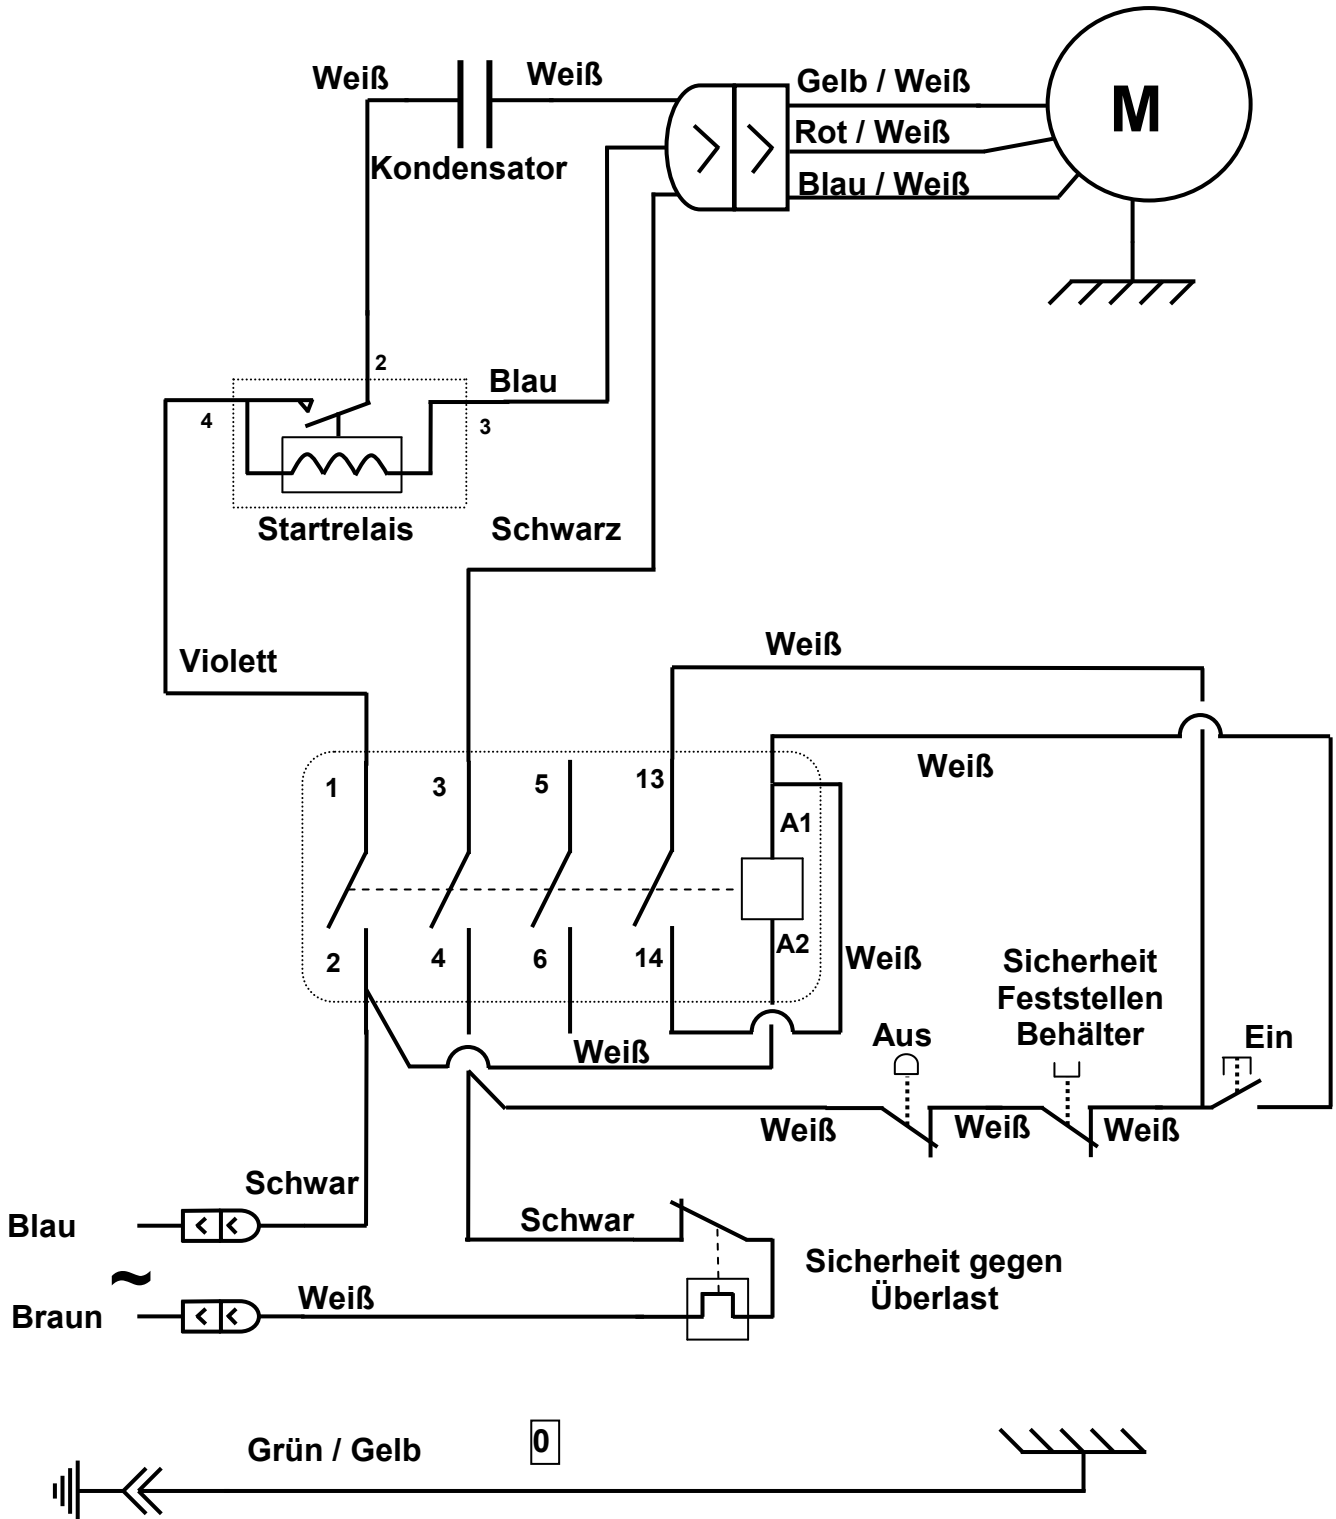 Weiß
Weiß
Gelb / Weiß
M
Rot / Weiß
Kondensator
Blau / Weiß
2
Blau
4
3
Startrelais
Schwarz
Weiß
Violett
Weiß
1
3
5
13
A1
2
4
6
14
A2
Weiß
Sicherheit
Feststellen
Behälter
Aus
Ein
Weiß
Weiß
Weiß
Weiß
Schwar
Blau
Schwar
~
Sicherheit gegen
Überlast
Braun
Weiß
Grün / Gelb
0